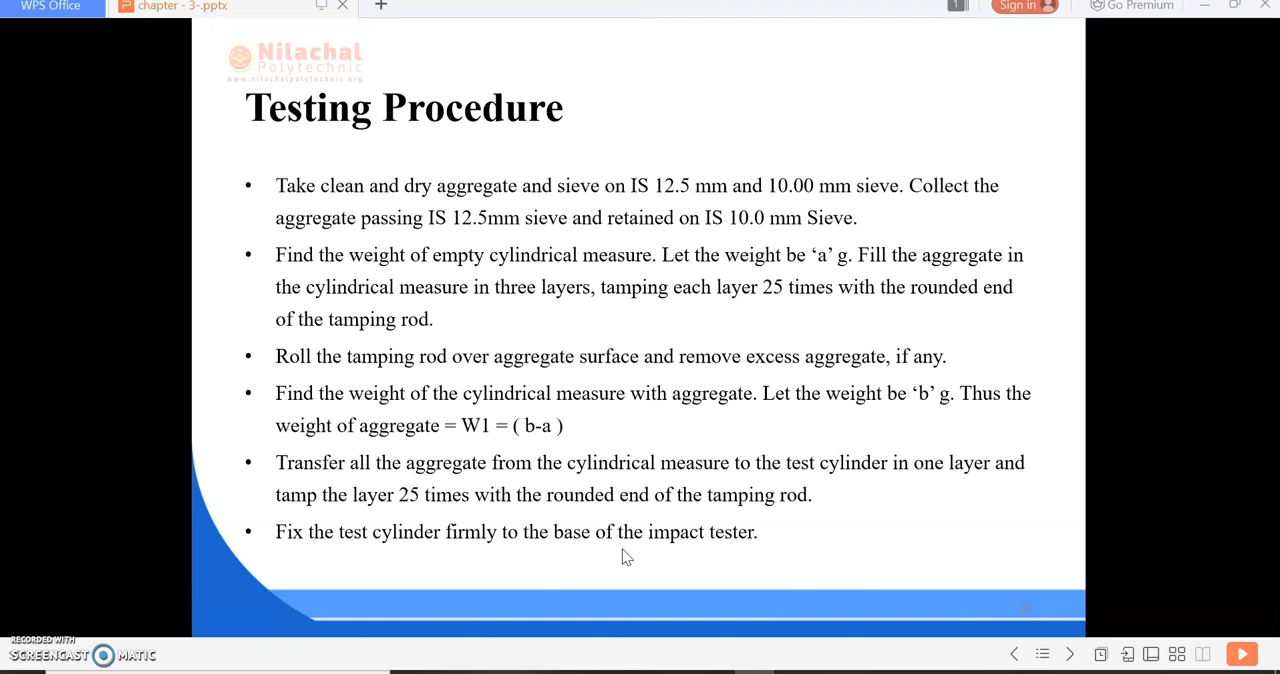 WPS Office
chapter - 3-.pptx
1
Sign in
Go Premium
Nilachal
Polytechnic
www.nilachalpolytechnic.org
Testing Procedure
• Take clean and dry aggregate and sieve on IS 12.5 mm and 10.00 mm sieve. Collect the
aggregate passing IS 12.5mm sieve and retained on IS 10.0 mm Sieve.
• Find the weight of empty cylindrical measure. Let the weight be ‘a’ g. Fill the aggregate in
the cylindrical measure in three layers, tamping each layer 25 times with the rounded end
of the tamping rod.
• Roll the tamping rod over aggregate surface and remove excess aggregate, if any.
• Find the weight of the cylindrical measure with aggregate. Let the weight be ‘b’ g. Thus the
weight of aggregate = W1 = ( b-a )
• Transfer all the aggregate from the cylindrical measure to the test cylinder in one layer and
tamp the layer 25 times with the rounded end of the tamping rod.
• Fix the test cylinder firmly to the base of the impact tester.
RECORDED WITH
SCREENCAST MATIC